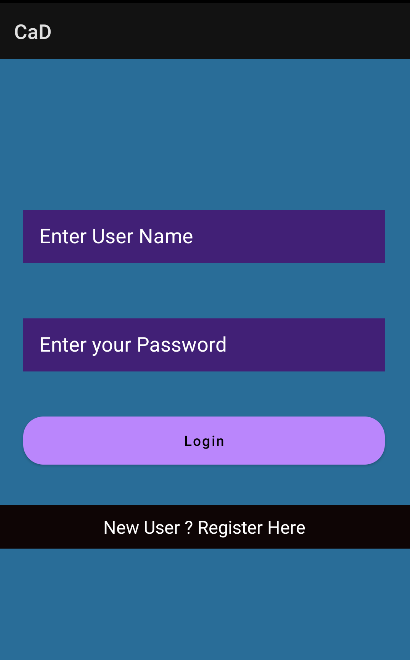 CaD
Enter User Name
Enter your Password
Login
New User ? Register Here